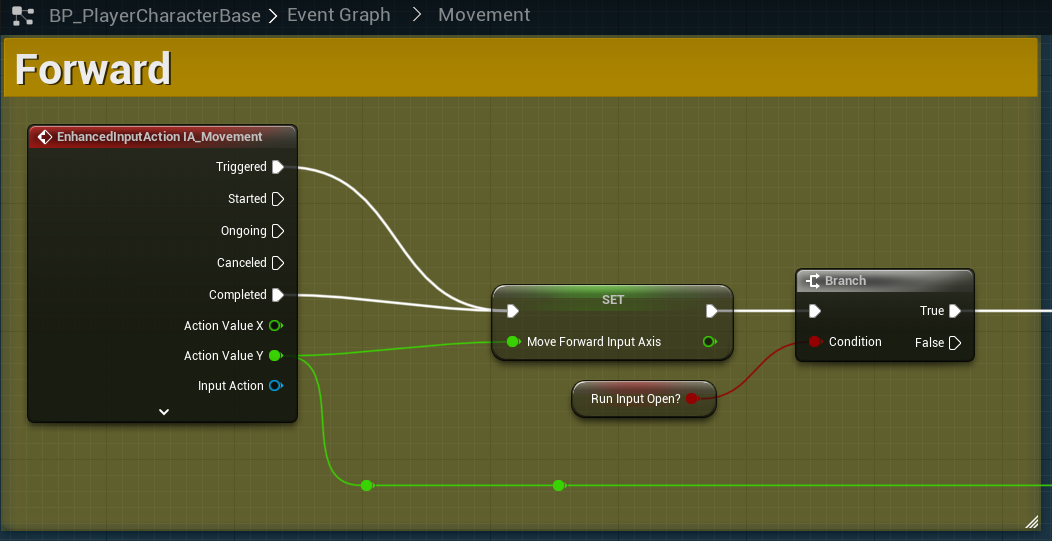 BP_PlayerCharacterBase > Event Graph > Movement
Forward
EnhancedInputAction IA_Movement
Triggered
Started
Ongoing
Canceled
Completed
Action Value X
Action Value Y
Input Action
SET
Move Forward Input Axis
Run Input Open?
Branch
True
Condition
False